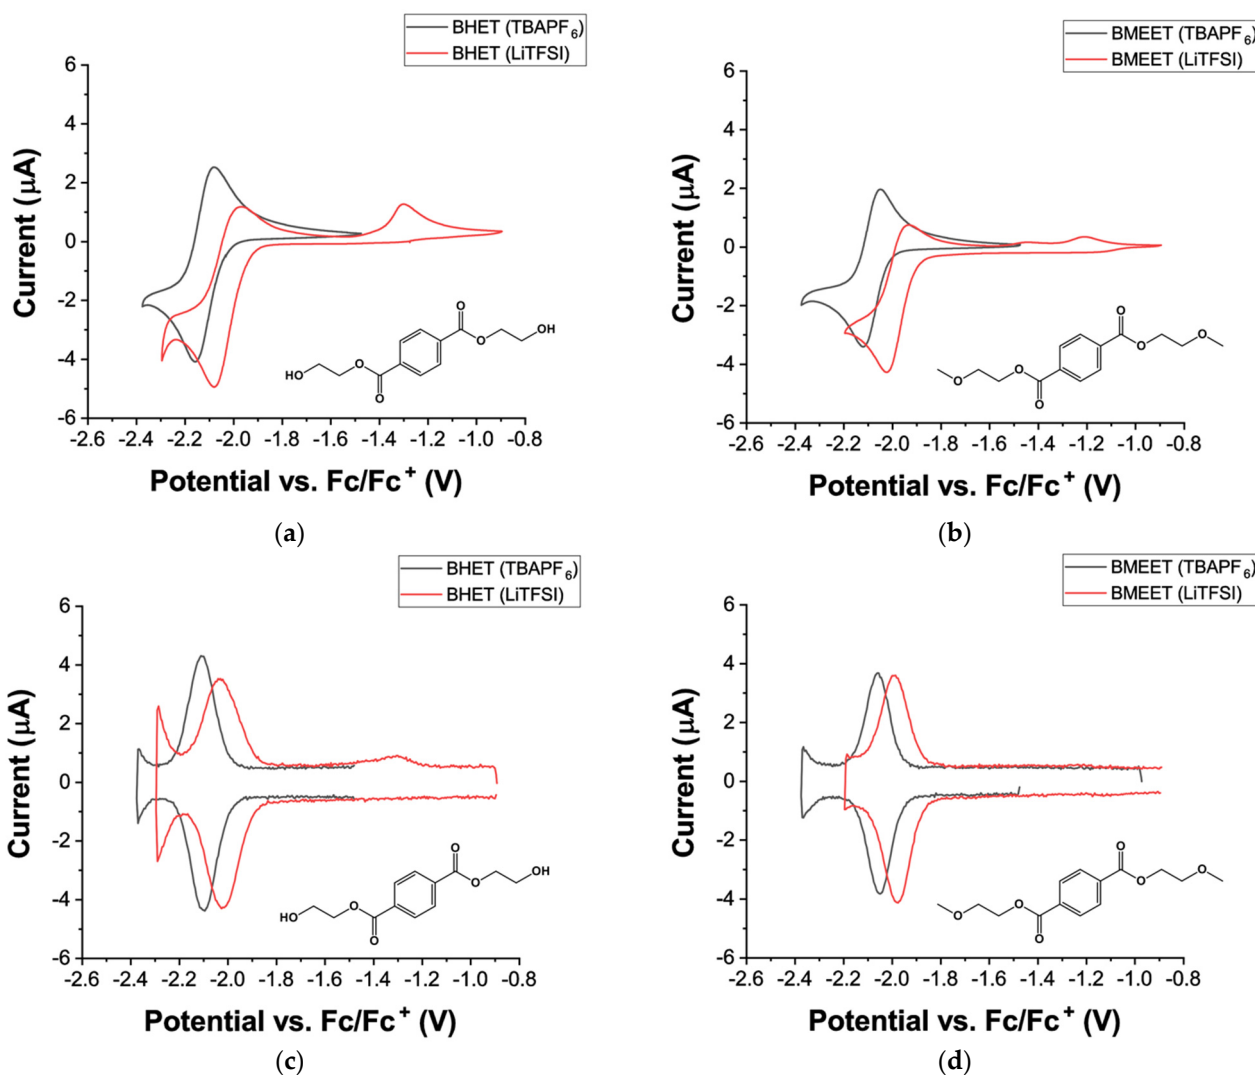 BHET (TBAPF₆)
BHET (LiTFSI)
6
4
2
0
-2
-4
-6
Current (μA)
-2.6 -2.4 -2.2 -2.0 -1.8 -1.6 -1.4 -1.2 -1.0 -0.8
Potential vs. Fc/Fc⁺ (V)
HO O O O O OH
(a)
BMEET (TBAPF₆)
BMEET (LiTFSI)
6
4
2
0
-2
-4
-6
Current (μA)
-2.6 -2.4 -2.2 -2.0 -1.8 -1.6 -1.4 -1.2 -1.0 -0.8
Potential vs. Fc/Fc⁺ (V)
O O O O O O
(b)
BHET (TBAPF₆)
BHET (LiTFSI)
6
4
2
0
-2
-4
-6
Current (μA)
-2.6 -2.4 -2.2 -2.0 -1.8 -1.6 -1.4 -1.2 -1.0 -0.8
Potential vs. Fc/Fc⁺ (V)
HO O O O O OH
(c)
BMEET (TBAPF₆)
BMEET (LiTFSI)
6
4
2
0
-2
-4
-6
Current (μA)
-2.6 -2.4 -2.2 -2.0 -1.8 -1.6 -1.4 -1.2 -1.0 -0.8
Potential vs. Fc/Fc⁺ (V)
O O O O O O
(d)